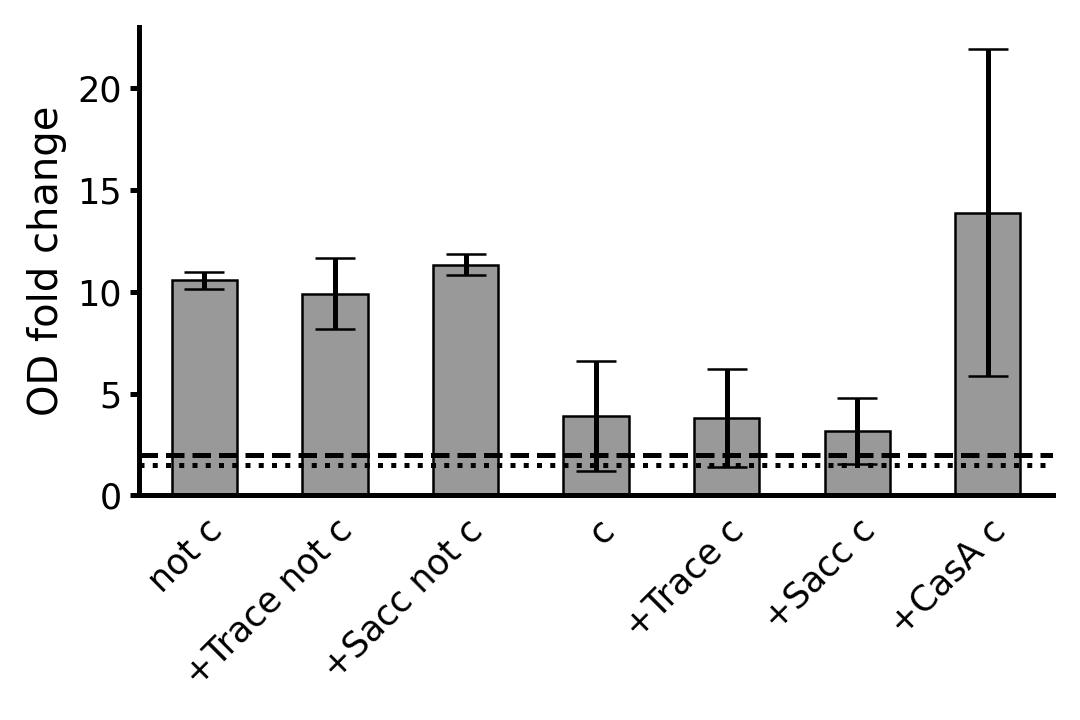 OD fold change
20
15
10
5
0
not c
+Trace not c
+Sacc not c
c
+Trace c
+Sacc c
+CasA c